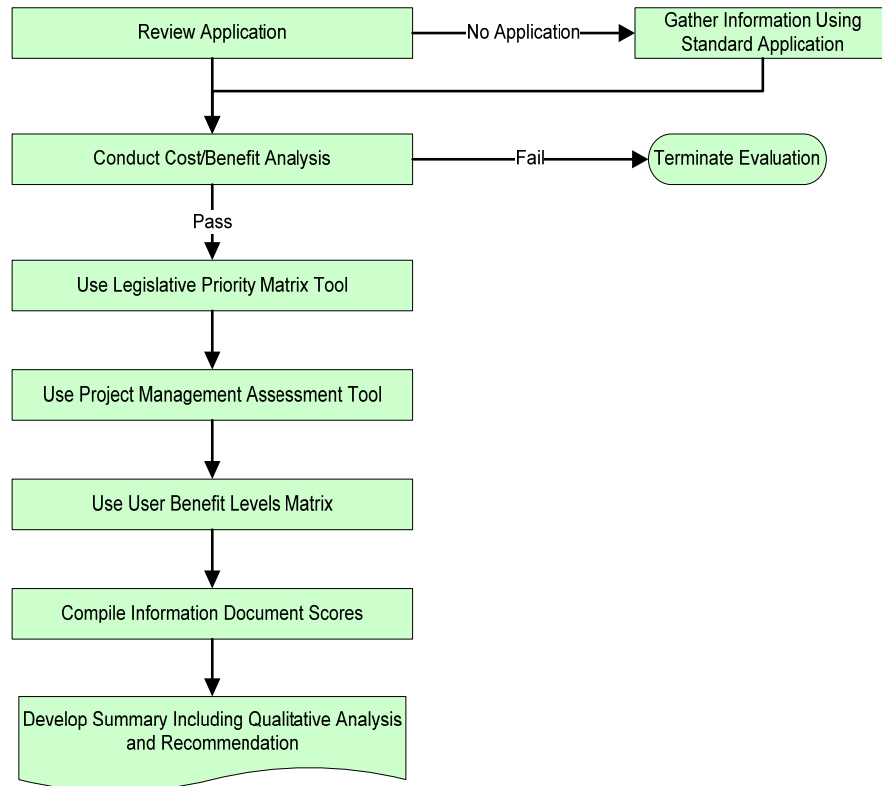 Review Application
No Application
Gather Information Using
Standard Application
Conduct Cost/Benefit Analysis
Fail
Terminate Evaluation
Pass
Use Legislative Priority Matrix Tool
Use Project Management Assessment Tool
Use User Benefit Levels Matrix
Compile Information Document Scores
Develop Summary Including Qualitative Analysis
and Recommendation